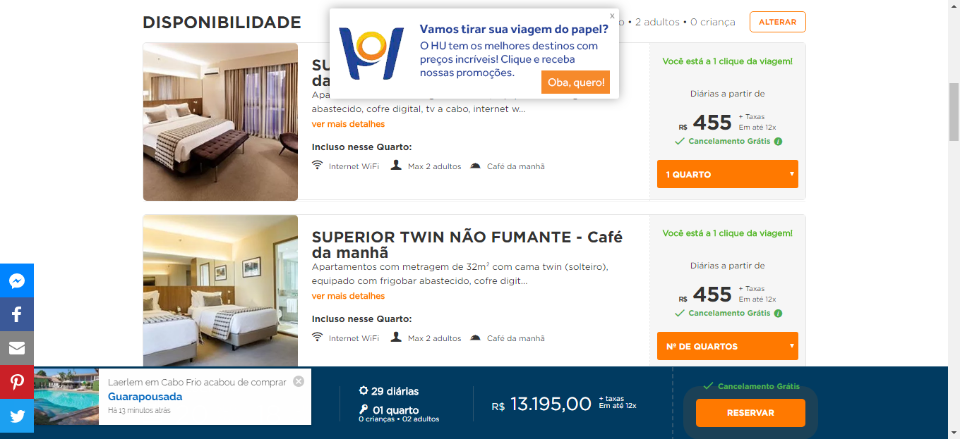 DISPONIBILIDADE
• 2 adultos • 0 criança
ALTERAR
x
Vamos tirar sua viagem do papel?
O HU tem os melhores destinos com
preços incríveis! Clique e receba
nossas promoções.
Oba, quero!
abastecido, cofre digital, tv a cabo, internet w...
ver mais detalhes
Incluso nesse Quarto:
Internet WiFi
Max 2 adultos
Café da manhã
Você está a 1 clique da viagem!
Diárias a partir de
R$ 455 + Taxas
Em até 12x
Cancelamento Grátis i
1 QUARTO
SUPERIOR TWIN NÃO FUMANTE - Café
da manhã
Apartamentos com metragem de 32m² com cama twin (solteiro),
equipado com frigobar abastecido, cofre digit...
ver mais detalhes
Incluso nesse Quarto:
Internet WiFi
Max 2 adultos
Café da manhã
Você está a 1 clique da viagem!
Diárias a partir de
R$ 455 + Taxas
Em até 12x
Cancelamento Grátis i
Nº DE QUARTOS
Laerlem em Cabo Frio acabou de comprar
Guarapousada
Há 13 minutos atrás
29 diárias
01 quarto
0 crianças • 02 adultos
R$ 13.195,00 + taxas
Em até 12x
Cancelamento Grátis
RESERVAR